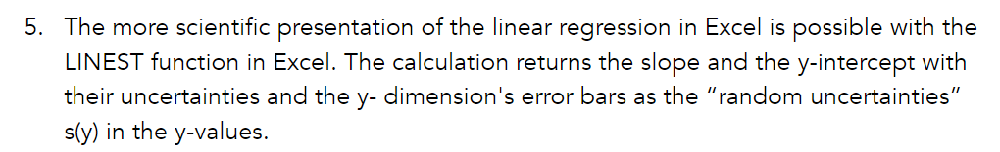 5. The more scientific presentation of the linear regression in Excel is possible with the
LINEST function in Excel. The calculation returns the slope and the y-intercept with
their uncertainties and the y- dimension's error bars as the “random uncertainties”
s(y) in the y-values.